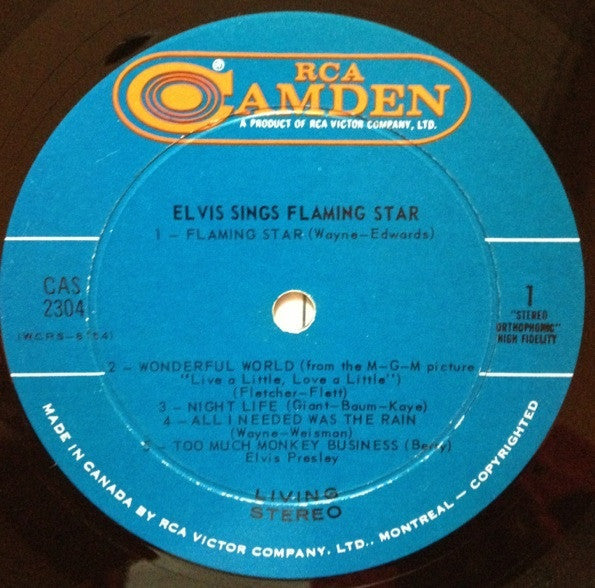 RCA
CAMDEN
®
A PRODUCT OF RCA VICTOR COMPANY, LTD.
ELVIS SINGS FLAMING STAR
1 – FLAMING STAR (Wayne–Edwards)
CAS
2304
1
"STEREO
ORTHOPHONIC"
HIGH FIDELITY
2 – WONDERFUL WORLD (from the M–G–M picture
"Live a Little, Love a Little")
(Fletcher–Flett)
3 – NIGHT LIFE (Giant–Baum–Kaye)
4 – ALL I NEEDED WAS THE RAIN
(Wayne–Weisman)
5 – TOO MUCH MONKEY BUSINESS (Berry)
Elvis Presley
LIVING
STEREO
MADE IN CANADA BY RCA VICTOR COMPANY, LTD., MONTREAL – COPYRIGHTED